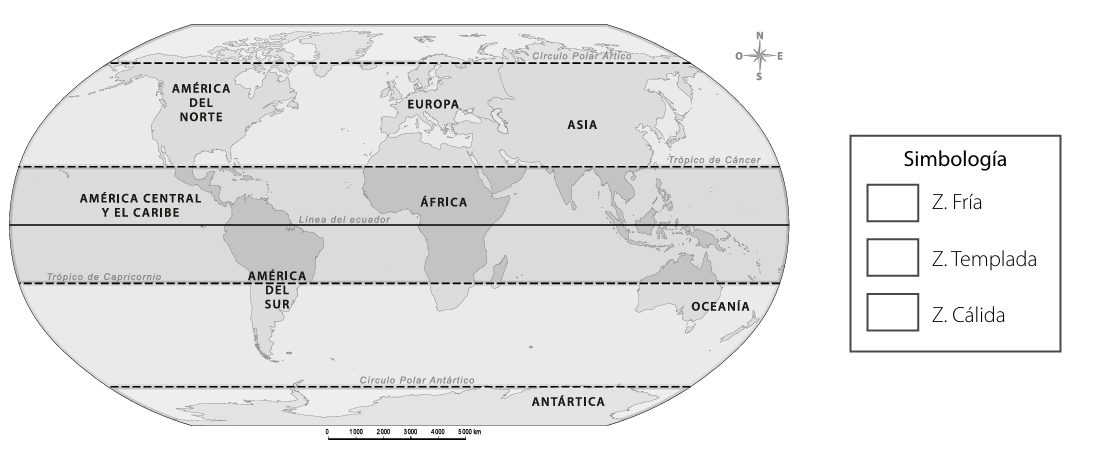 Círculo Polar Ártico
N
O
E
S
AMÉRICA
DEL
NORTE
EUROPA
ASIA
Trópico de Cáncer
AMÉRICA CENTRAL
Y EL CARIBE
ÁFRICA
Línea del ecuador
Trópico de Capricornio
AMÉRICA
DEL
SUR
OCEANÍA
Círculo Polar Antártico
ANTÁRTICA
0 1000 2000 3000 4000 5000 km
Simbología
Z. Fría
Z. Templada
Z. Cálida